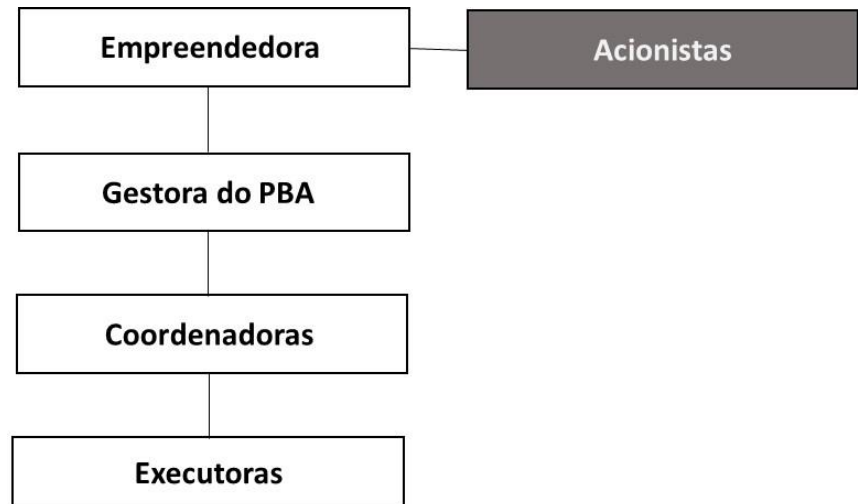 Empreendedora
Acionistas
Gestora do PBA
Coordenadoras
Executoras